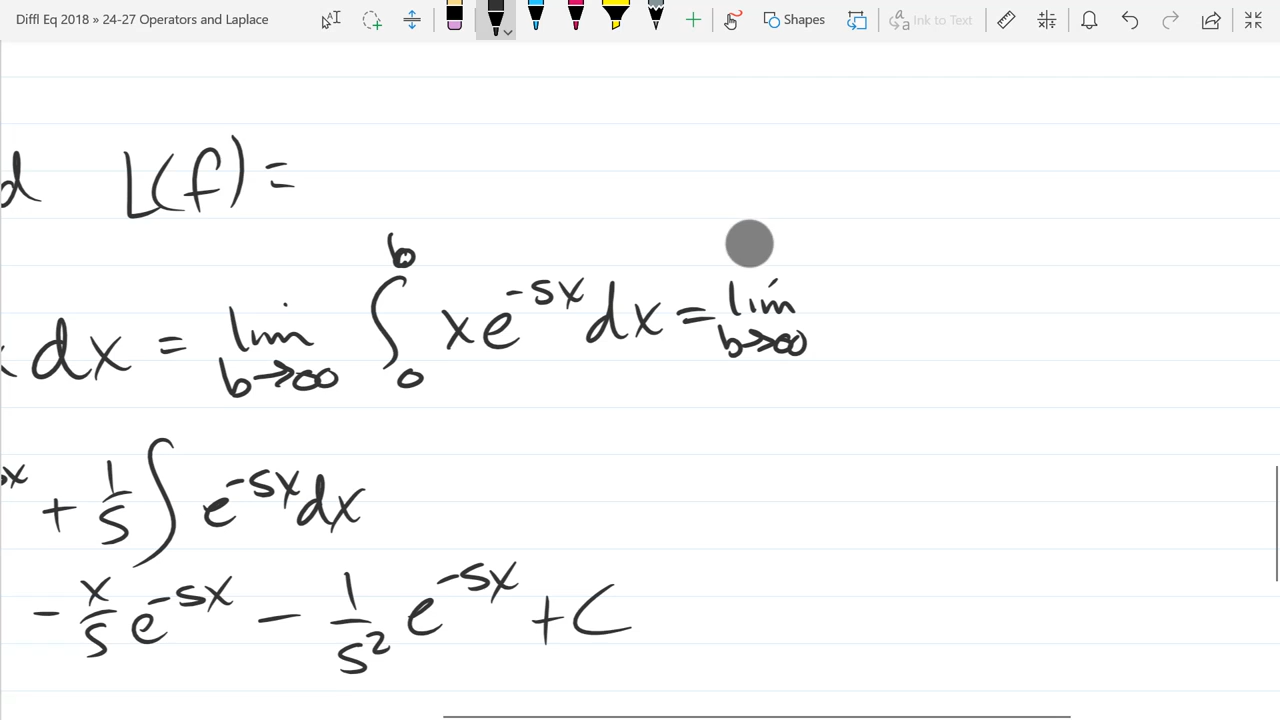 Diffl Eq 2018 » 24-27 Operators and Laplace
Shapes
Ink to Text
d L(f) =
dx = lim b→∞ ∫₀ᵇ xe^{-sx} dx = lim b→∞
x + 1/s ∫ e^{-sx} dx
- x/s e^{-sx} - 1/s² e^{-sx} + C